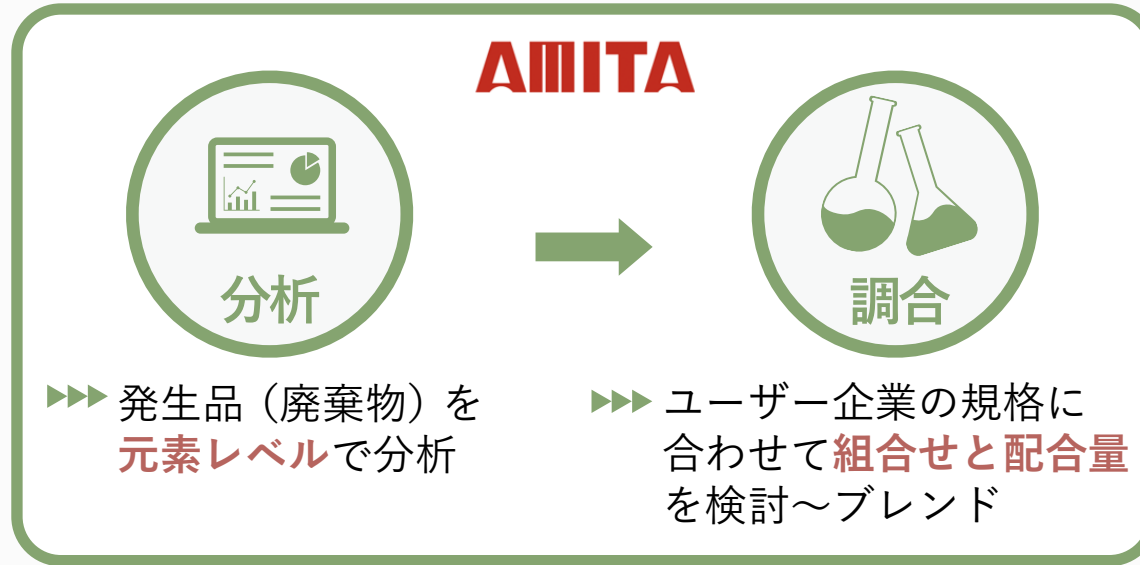 AMITA
分析
発生品（廃棄物）を
元素レベルで分析
調合
ユーザー企業の規格に
合わせて組合せと配合量
を検討～ブレンド